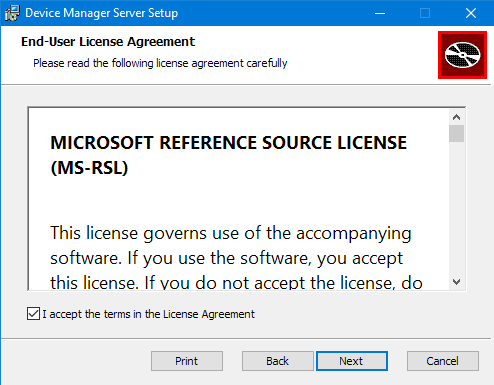 Device Manager Server Setup
End-User License Agreement
Please read the following license agreement carefully
MICROSOFT REFERENCE SOURCE LICENSE
(MS-RSL)
This license governs use of the accompanying
software. If you use the software, you accept
this license. If you do not accept the license, do
I accept the terms in the License Agreement
Print
Back
Next
Cancel